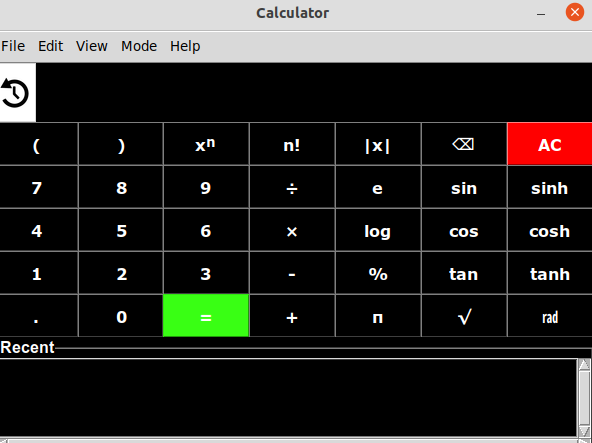 Calculator
File Edit View Mode Help
( ) xⁿ n! |x| ⌫ AC
7 8 9 ÷ e sin sinh
4 5 6 × log cos cosh
1 2 3 - % tan tanh
. 0 = + п √ rad
Recent